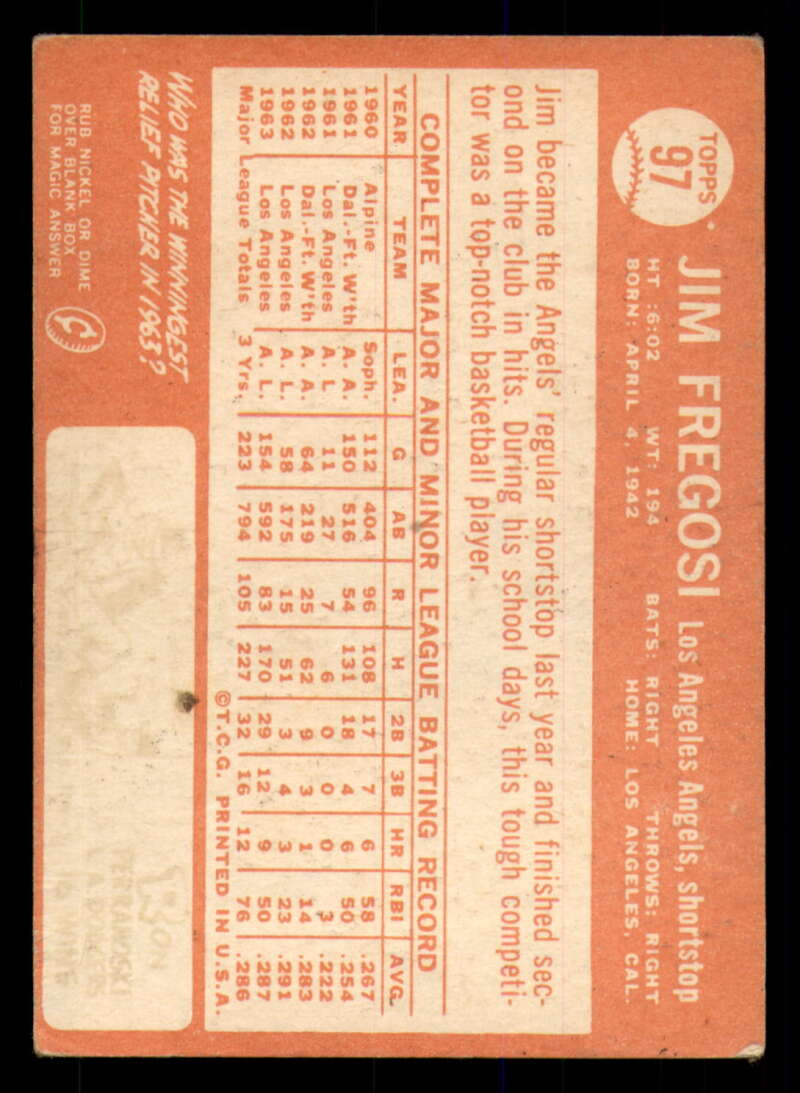 TOPPS
97
JIM FREGOSI Los Angeles Angels, shortstop
HT :6:02 WT: 194 BATS: RIGHT THROWS: RIGHT
BORN: APRIL 4, 1942 HOME: LOS ANGELES, CAL.
Jim became the Angels' regular shortstop last year and finished sec-
ond on the club in hits. During his school days, this tough competi-
tor was a top-notch basketball player.
COMPLETE MAJOR AND MINOR LEAGUE BATTING RECORD
YEAR TEAM LEA. G AB R H 2B 3B HR RBI AVG.
1960 Alpine Soph. 112 404 96 108 17 7 6 58 .267
1961 Dal.-Ft. W'th A. A. 150 516 54 131 18 4 6 50 .254
1961 Los Angeles A. L 11 27 7 6 0 0 0 3 .222
1962 Dal.-Ft. W'th A. A. 64 219 25 62 9 3 1 14 .283
1962 Los Angeles A. L. 58 175 15 51 3 4 3 23 .291
1963 Los Angeles A. L. 154 592 83 170 29 12 9 50 .287
Major League Totals 3 Yrs. 223 794 105 227 32 16 12 76 .286
©T.C.G. PRINTED IN U.S.A.
WHO WAS THE WINNINGEST
RELIEF PITCHER IN 1963?
RUB NICKEL OR DIME
OVER BLANK BOX
FOR MAGIC ANSWER
RON
PERRANOSKI
L A DODGERS
16 WINS